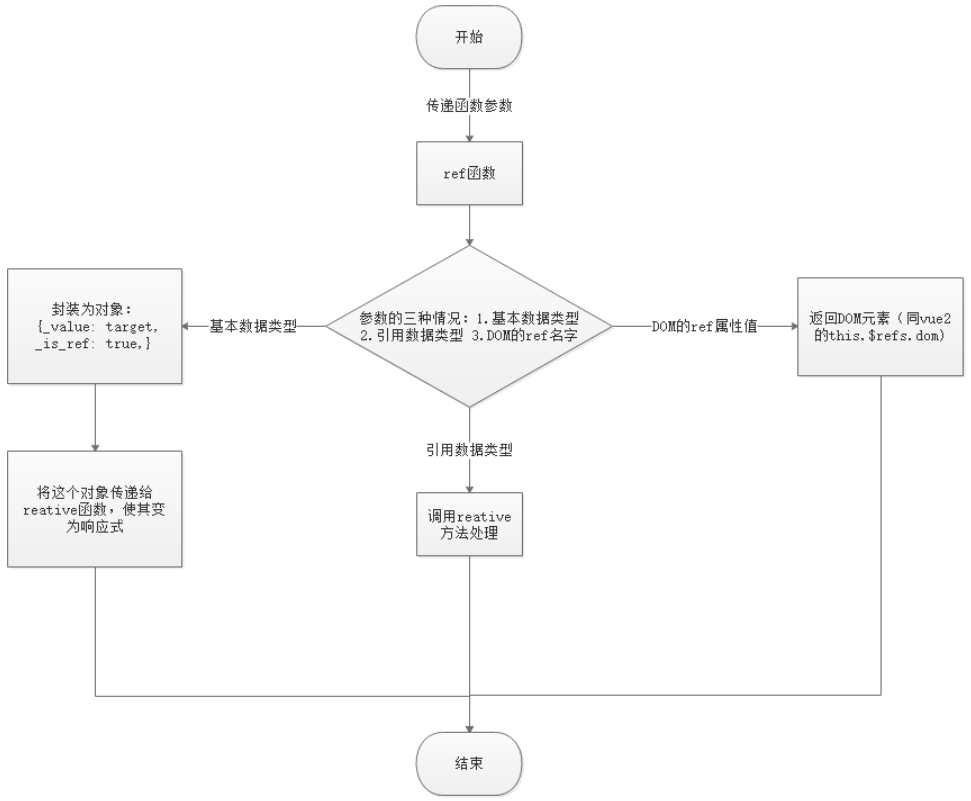 开始
传递函数参数
ref函数
参数的三种情况：1.基本数据类型
2.引用数据类型 3.DOM的ref名字
基本数据类型
封装为对象：
{_value: target,
_is_ref: true,}
DOM的ref属性值
返回DOM元素（同vue2
的this.$refs.dom)
引用数据类型
将这个对象传递给
reative函数，使其变
为响应式
调用reative
方法处理
结束